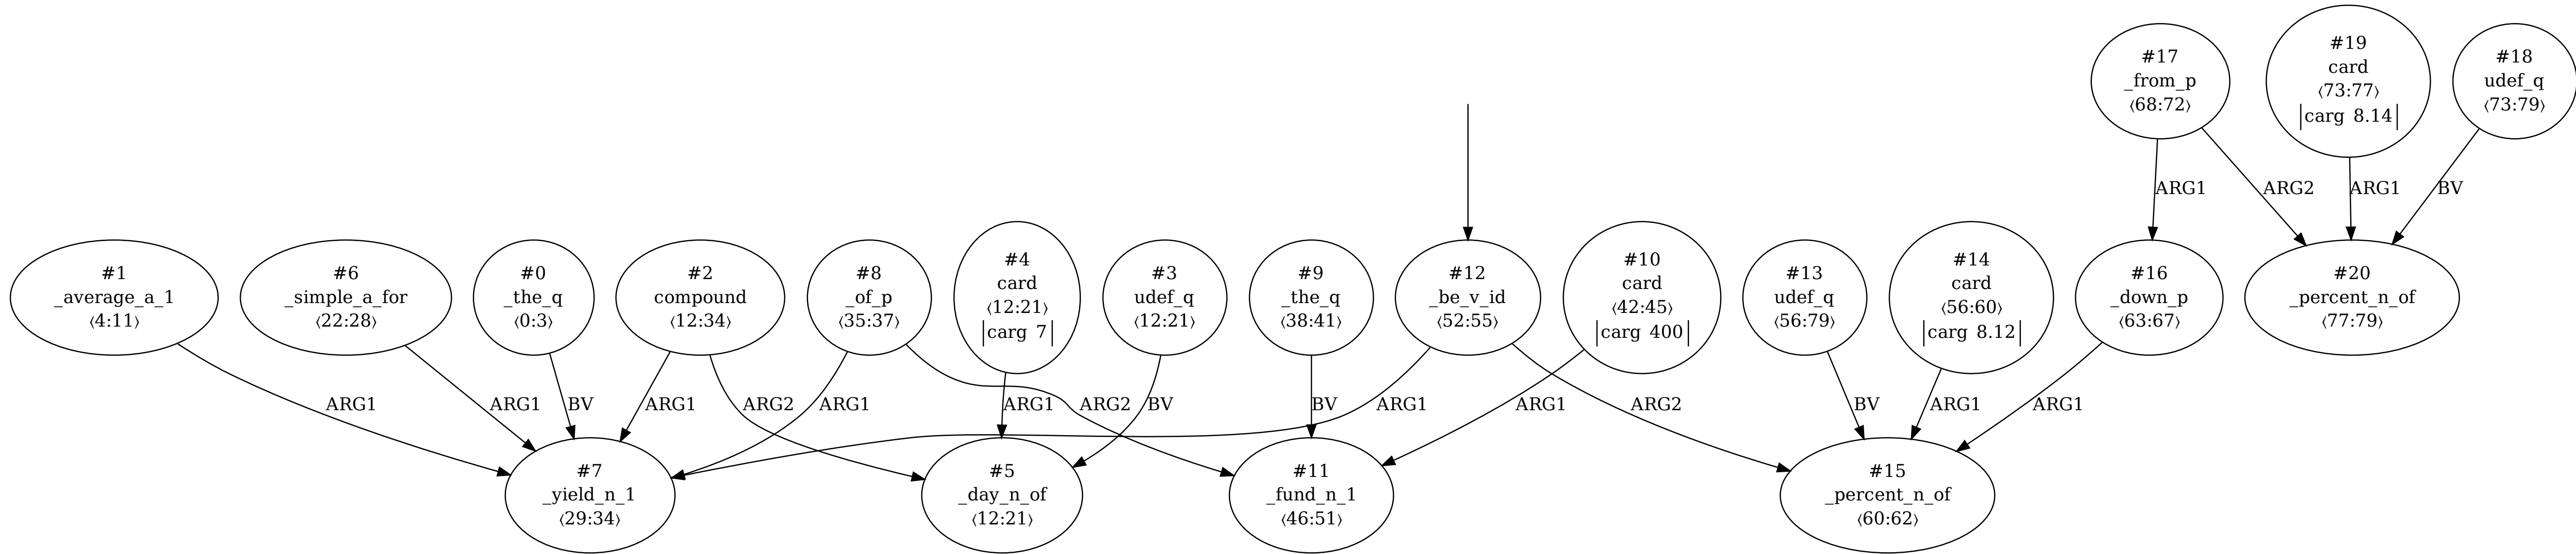 #17
_from_p
⟨68:72⟩
#19
card
⟨73:77⟩
|carg 8.14|
#18
udef_q
⟨73:79⟩
ARG1
ARG2
ARG1
BV
#1
_average_a_1
⟨4:11⟩
#6
_simple_a_for
⟨22:28⟩
#0
_the_q
⟨0:3⟩
#2
compound
⟨12:34⟩
#8
_of_p
⟨35:37⟩
#4
card
⟨12:21⟩
|carg 7|
#3
udef_q
⟨12:21⟩
#9
_the_q
⟨38:41⟩
#12
_be_v_id
⟨52:55⟩
#10
card
⟨42:45⟩
|carg 400|
#13
udef_q
⟨56:79⟩
#14
card
⟨56:60⟩
|carg 8.12|
#16
_down_p
⟨63:67⟩
#20
_percent_n_of
⟨77:79⟩
ARG1
ARG1
BV
ARG1
ARG2
ARG1
ARG1
ARG2
BV
BV
ARG1
ARG1
ARG2
BV
ARG1
ARG1
#7
_yield_n_1
⟨29:34⟩
#5
_day_n_of
⟨12:21⟩
#11
_fund_n_1
⟨46:51⟩
#15
_percent_n_of
⟨60:62⟩